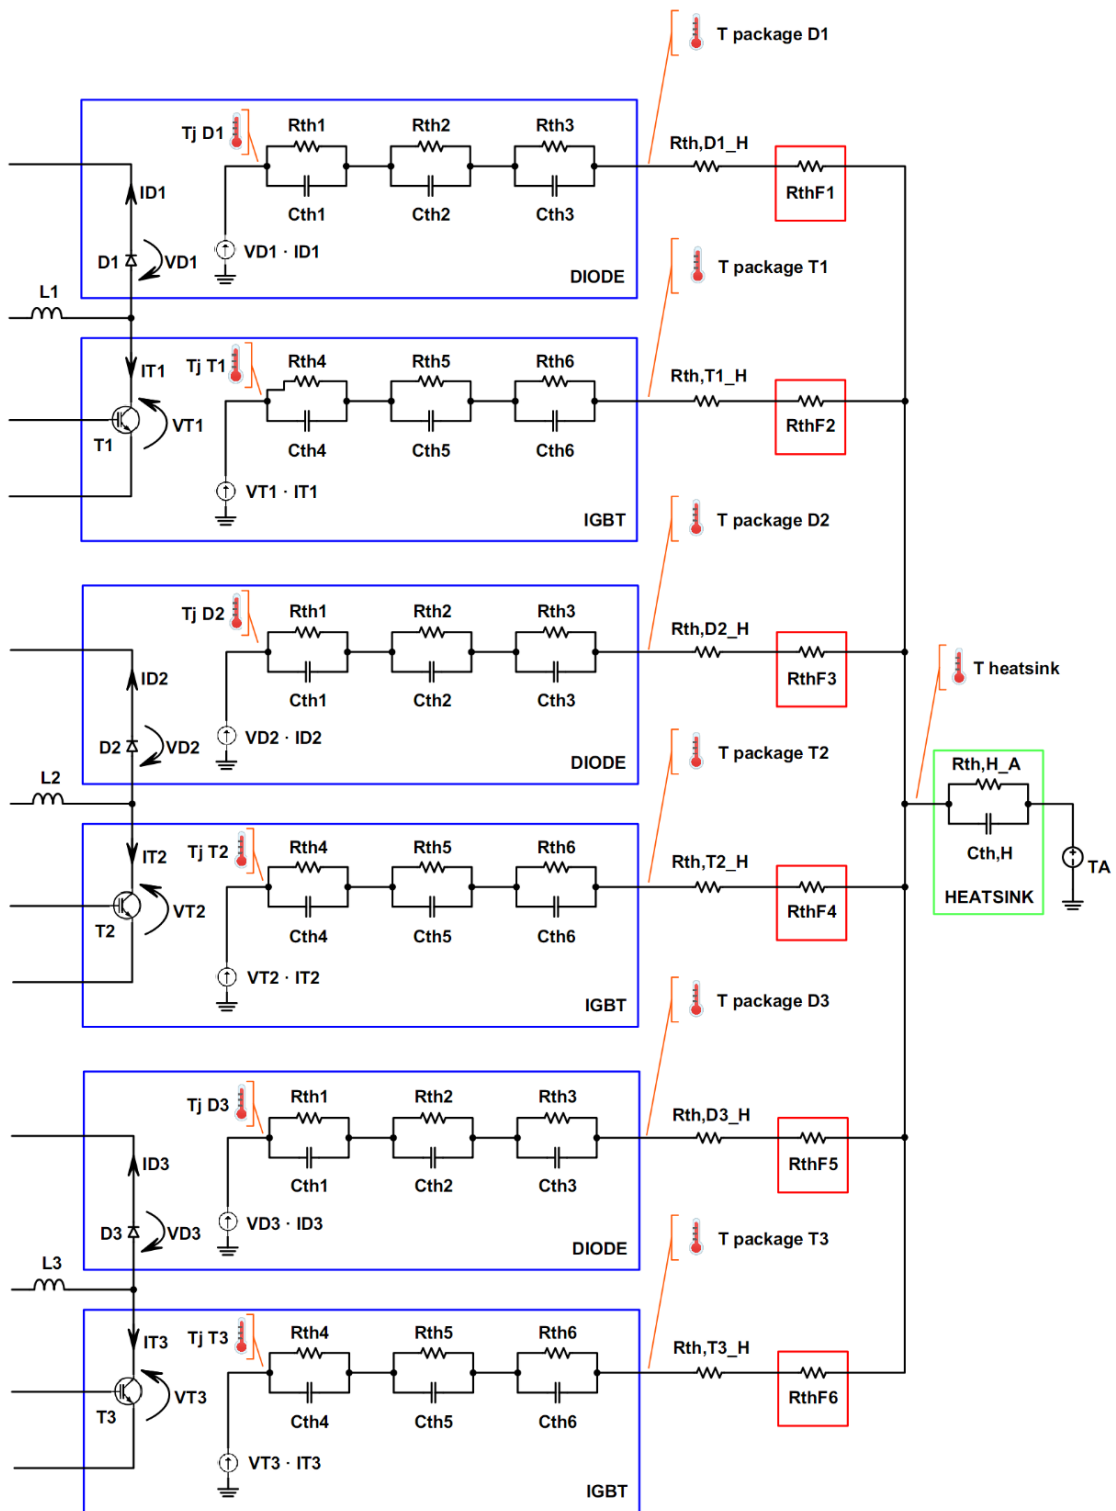 T package D1
Tj D1
Rth1 Rth2 Rth3
Rth,D1_H
ID1
RthF1
Cth1 Cth2 Cth3
D1 VD1
VD1 · ID1
DIODE
T package T1
L1
Tj T1
Rth4 Rth5 Rth6
IT1
Rth,T1_H
VT1
RthF2
T1
Cth4 Cth5 Cth6
VT1 · IT1
IGBT
T package D2
Tj D2
Rth1 Rth2 Rth3
Rth,D2_H
ID2
RthF3
T heatsink
Cth1 Cth2 Cth3
D2 VD2
VD2 · ID2
DIODE
T package T2
L2
Rth,H_A
Tj T2
Rth4 Rth5 Rth6
IT2
Rth,T2_H
Cth,H
TA
HEATSINK
VT2
RthF4
T2
Cth4 Cth5 Cth6
VT2 · IT2
IGBT
T package D3
Tj D3
Rth1 Rth2 Rth3
Rth,D3_H
ID3
RthF5
Cth1 Cth2 Cth3
D3 VD3
VD3 · ID3
DIODE
T package T3
L3
Tj T3
Rth4 Rth5 Rth6
IT3
Rth,T3_H
VT3
RthF6
T3
Cth4 Cth5 Cth6
VT3 · IT3
IGBT